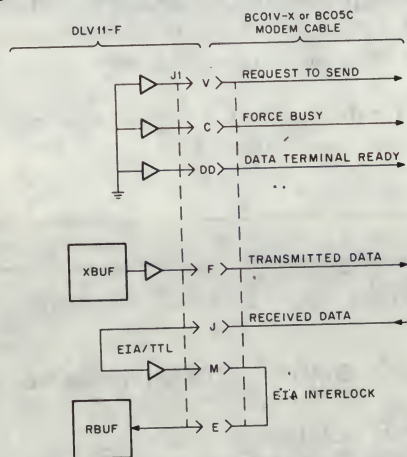 DLV11-F
BC01V-X or BC05C
MODEM CABLE
J1
V
REQUEST TO SEND
C
FORCE BUSY
DD
DATA TERMINAL READY
XBUF
F
TRANSMITTED DATA
J
RECEIVED DATA
EIA/TTL
M
EIA INTERLOCK
RBUF
E